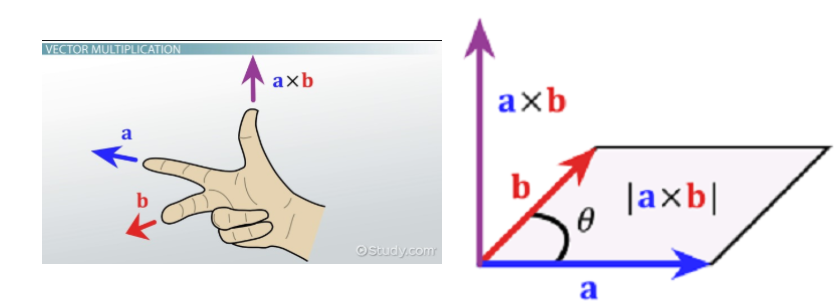 VECTOR MULTIPLICATION
a×b
a
b
©Study.com
a×b
b
θ
|a×b|
a